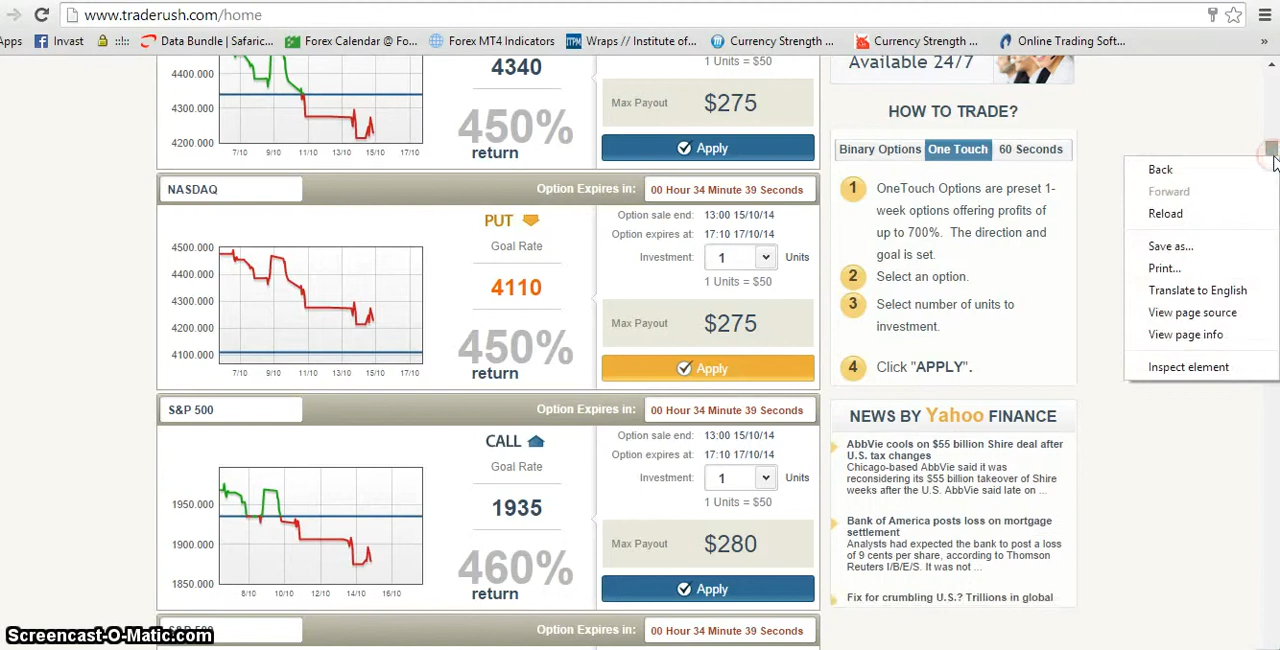 www.traderush.com/home
Apps Invast ::!:: Data Bundle | Safaric... Forex Calendar @ Fo... Forex MT4 Indicators ITPM Wraps // Institute of... Currency Strength ... Currency Strength ... Online Trading Soft... »
4400.000
4300.000
4200.000
7/10 9/10 11/10 13/10 15/10 17/10
4340
450%
return
1 Units = $50
Max Payout $275
Apply
NASDAQ
Option Expires in: 00 Hour 34 Minute 39 Seconds
4500.000
4400.000
4300.000
4200.000
4100.000
7/10 9/10 11/10 13/10 15/10 17/10
PUT
Goal Rate
4110
450%
return
Option sale end: 13:00 15/10/14
Option expires at: 17:10 17/10/14
Investment: 1 Units
1 Units = $50
Max Payout $275
Apply
S&P 500
Option Expires in: 00 Hour 34 Minute 39 Seconds
1950.000
1900.000
1850.000
8/10 10/10 12/10 14/10 16/10
CALL
Goal Rate
1935
460%
return
Option sale end: 13:00 15/10/14
Option expires at: 17:10 17/10/14
Investment: 1 Units
1 Units = $50
Max Payout $280
Apply
Option Expires in: 00 Hour 34 Minute 39 Seconds
Available 24/7
HOW TO TRADE?
Binary Options One Touch 60 Seconds
1 OneTouch Options are preset 1-
week options offering profits of
up to 700%. The direction and
goal is set.
2 Select an option.
3 Select number of units to
investment.
4 Click "APPLY".
NEWS BY Yahoo FINANCE
AbbVie cools on $55 billion Shire deal after
U.S. tax changes
Chicago-based AbbVie said it was
reconsidering its $55 billion takeover of Shire
weeks after the U.S. AbbVie said late on ...
Bank of America posts loss on mortgage
settlement
Analysts had expected the bank to post a loss
of 9 cents per share, according to Thomson
Reuters I/B/E/S. It was not ...
Fix for crumbling U.S.? Trillions in global
Back
Forward
Reload
Save as...
Print...
Translate to English
View page source
View page info
Inspect element
Screencast-O-Matic.com